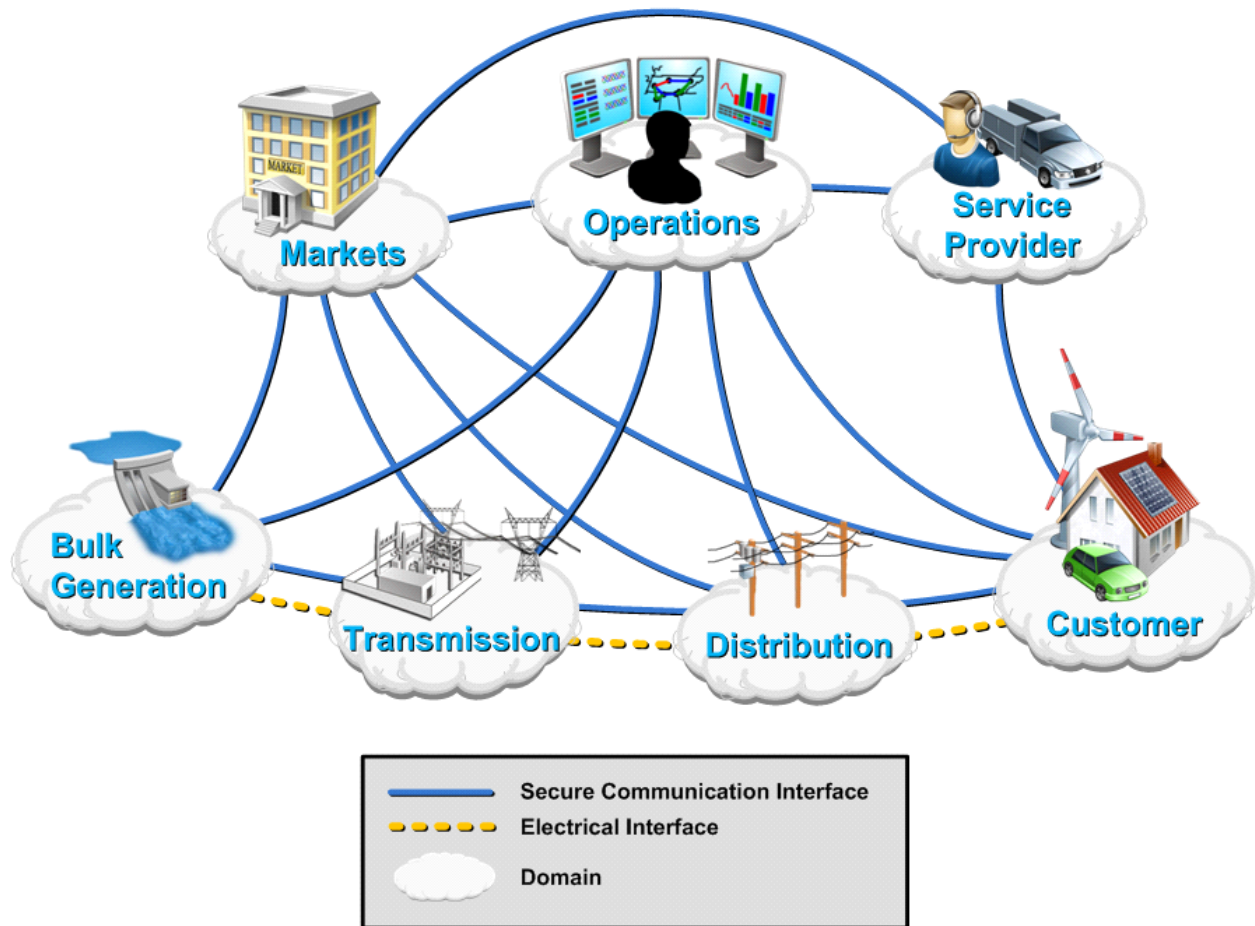 MARKET
Markets
Operations
Service
Provider
Bulk
Generation
Transmission
Distribution
Customer
Secure Communication Interface
Electrical Interface
Domain